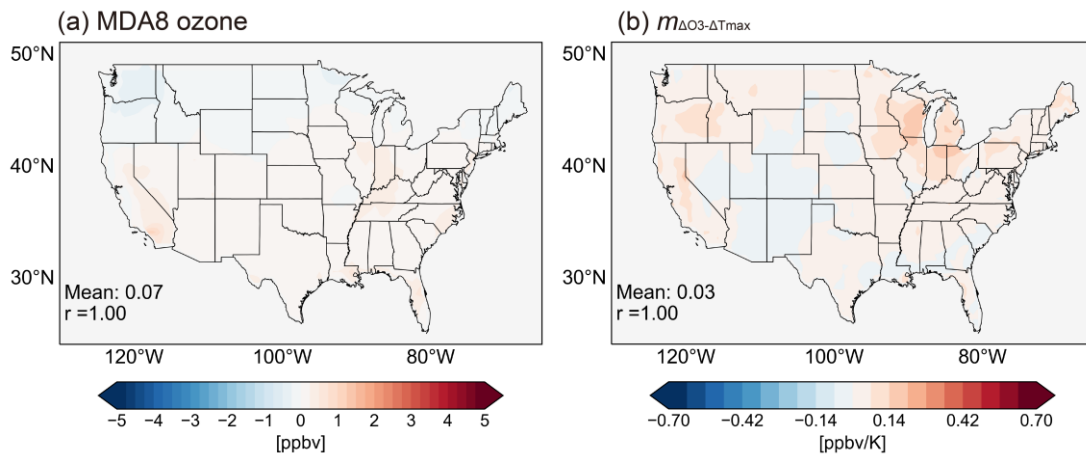 (a) MDA8 ozone
50°N
40°N
30°N
Mean: 0.07
r =1.00
120°W 100°W 80°W
−5 −4 −3 −2 −1 0 1 2 3 4 5
[ppbv]
(b) mΔO3-ΔTmax
50°N
40°N
30°N
Mean: 0.03
r =1.00
120°W 100°W 80°W
−0.70 −0.42 −0.14 0.14 0.42 0.70
[ppbv/K]